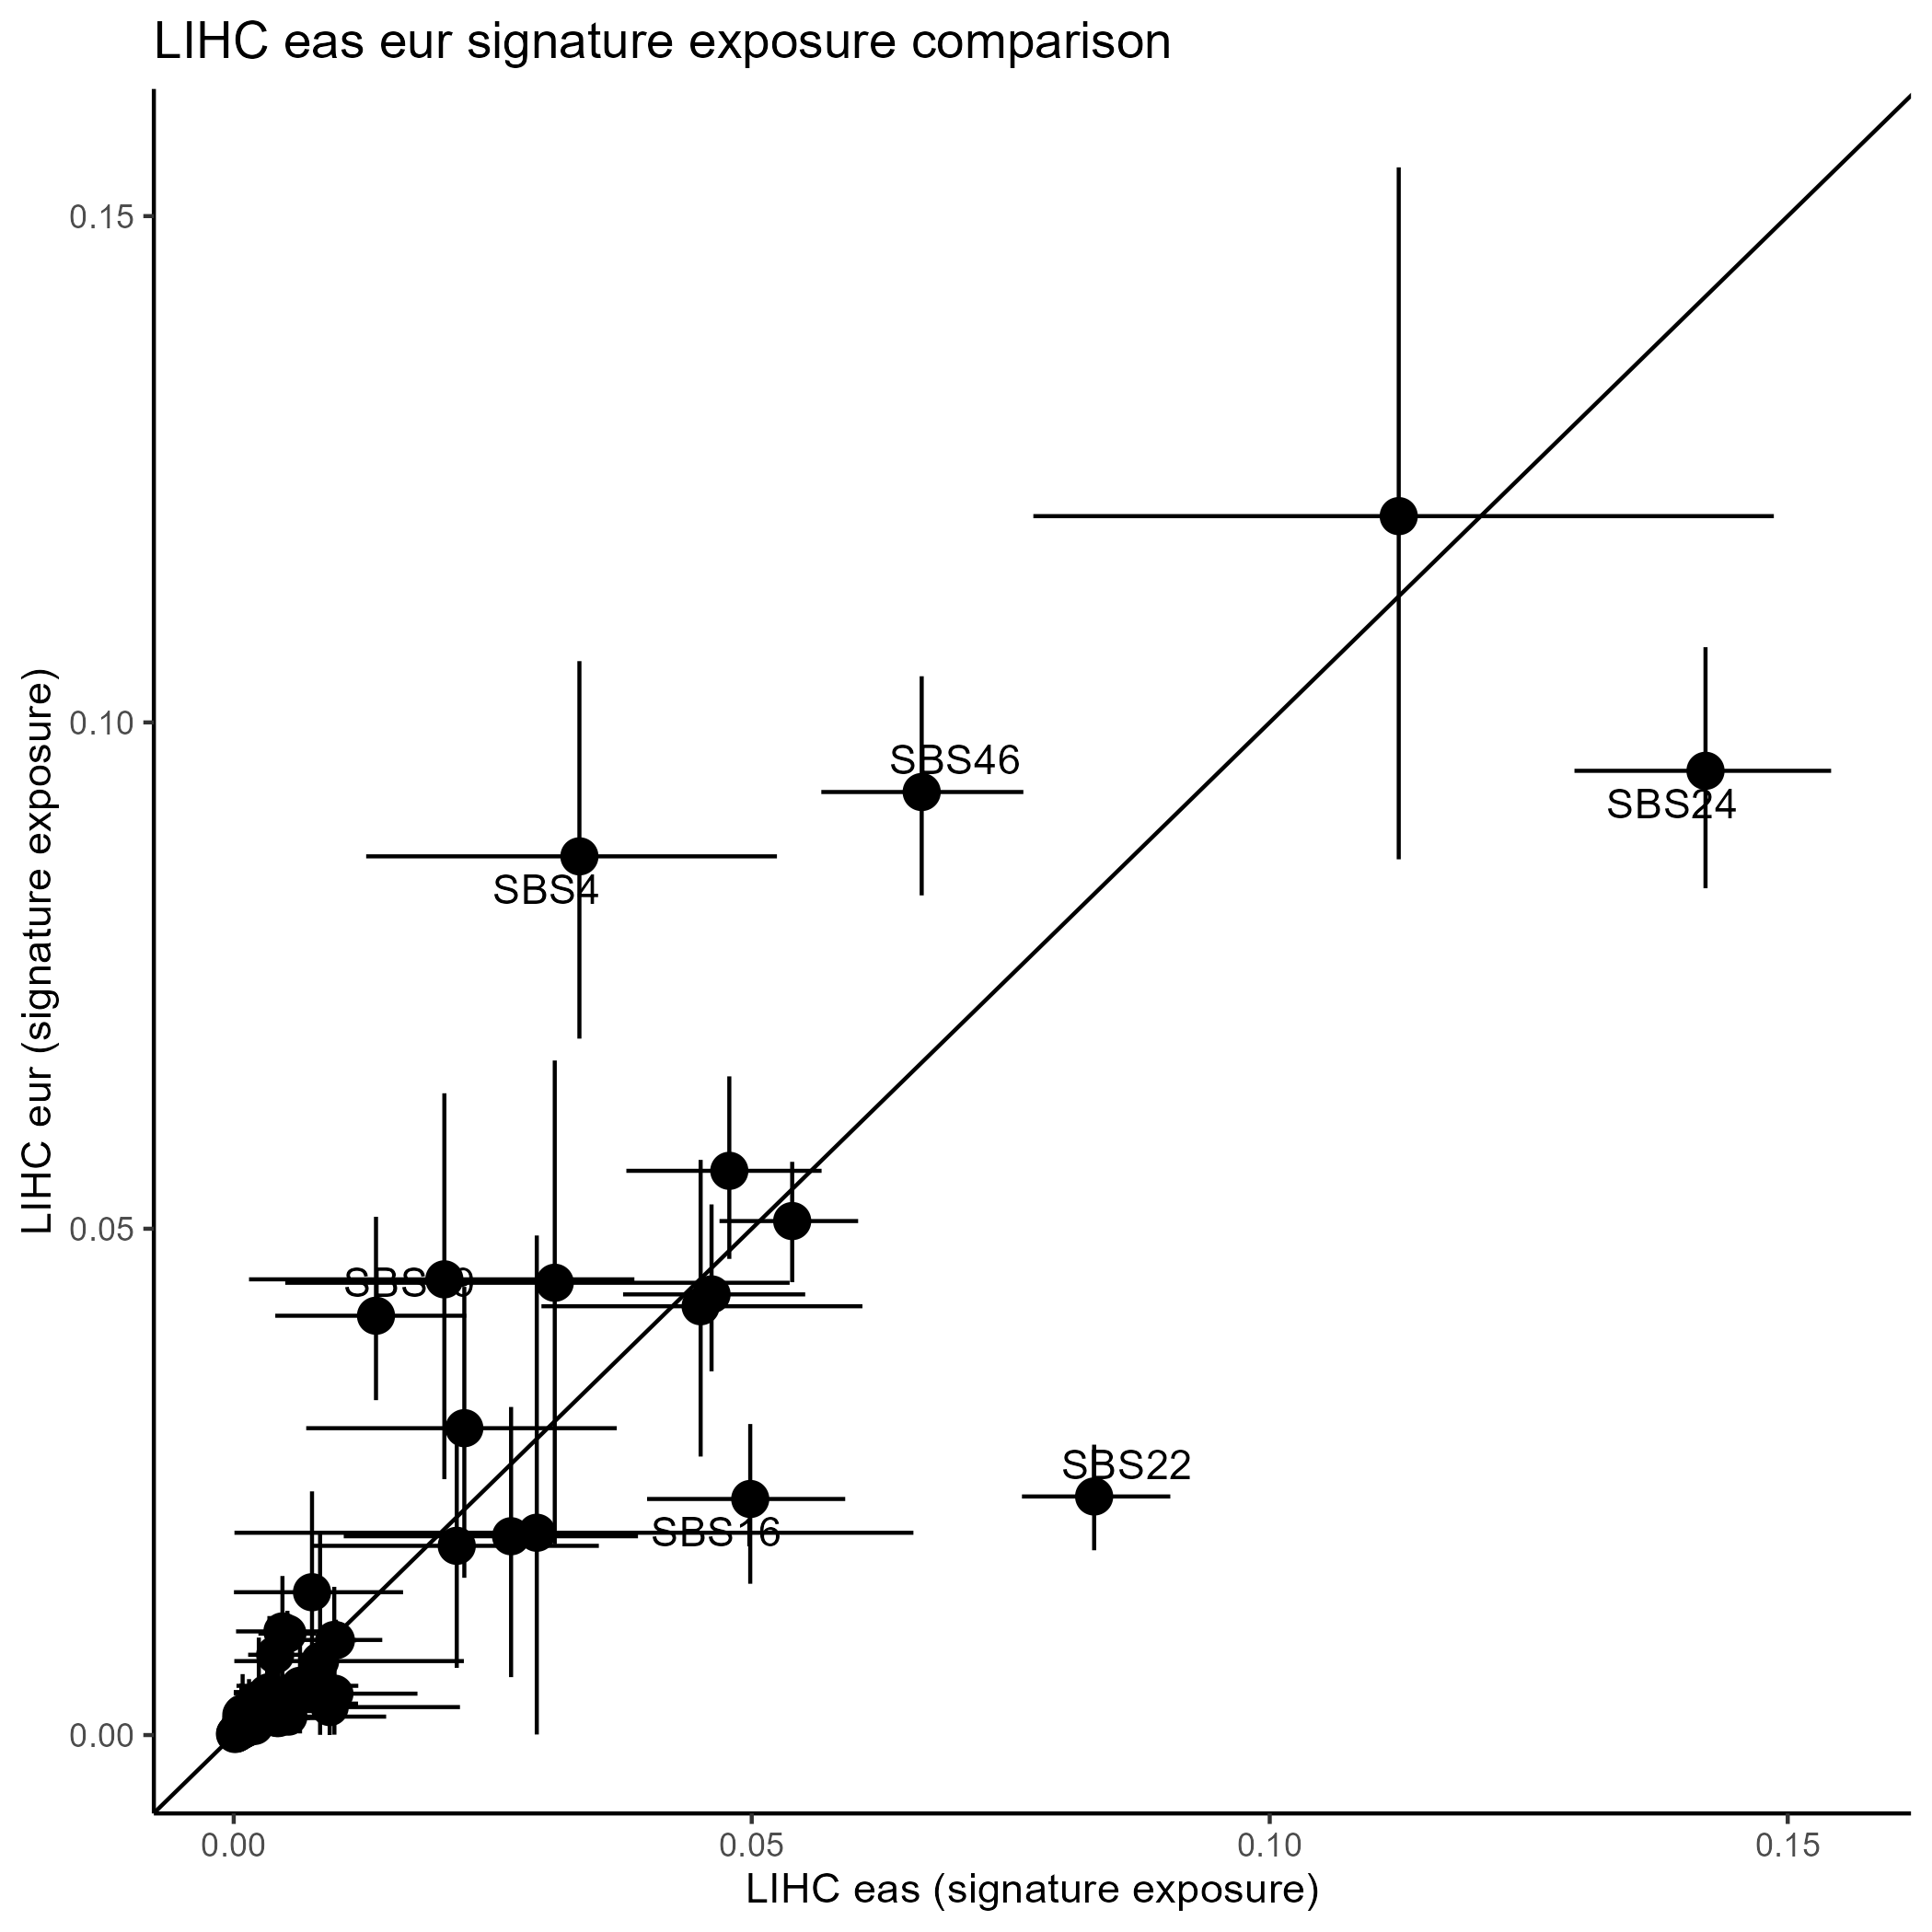 LIHC eas eur signature exposure comparison
0.15
0.10
0.05
0.00
LIHC eur (signature exposure)
SBS46
SBS24
SBS4
SBS22
SBS16
0.00
0.05
0.10
0.15
LIHC eas (signature exposure)